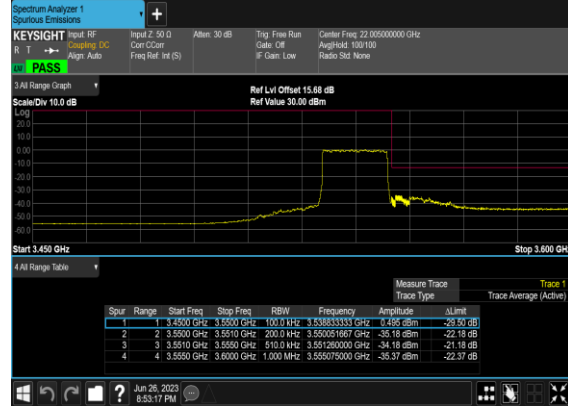 Spectrum Analyzer 1
Spurious Emissions
+
KEYSIGHT Input: RF Input Z: 50 Ω Atten: 30 dB Trig: Free Run Center Freq: 22.005000000 GHz
R T Coupling: DC Corr CCorr Gate: Off Avg|Hold: 100/100
Align: Auto Freq Ref: Int (S) IF Gain: Low Radio Std: None
PASS
3 All Range Graph
Ref Lvl Offset 15.68 dB
Scale/Div 10.0 dB Ref Value 30.00 dBm
Log
20.0
10.0
0.00
-10.0
-20.0
-30.0
-40.0
-50.0
-60.0
Start 3.450 GHz Stop 3.600 GH
4 All Range Table
Measure Trace Trace 1
Trace Type Trace Average (Active)
Spur Range Start Freq Stop Freq RBW Frequency Amplitude ΔLimit
1 1 3.4500 GHz 3.5500 GHz 100.0 kHz 3.538833333 GHz 0.495 dBm -29.50 dB
2 2 3.5500 GHz 3.5510 GHz 200.0 kHz 3.550051667 GHz -35.18 dBm -22.18 dB
3 3 3.5510 GHz 3.5550 GHz 510.0 kHz 3.551260000 GHz -34.18 dBm -21.18 dB
4 4 3.5550 GHz 3.6000 GHz 1.000 MHz 3.555075000 GHz -35.37 dBm -22.37 dB
? Jun 26, 2023
8:53:17 PM